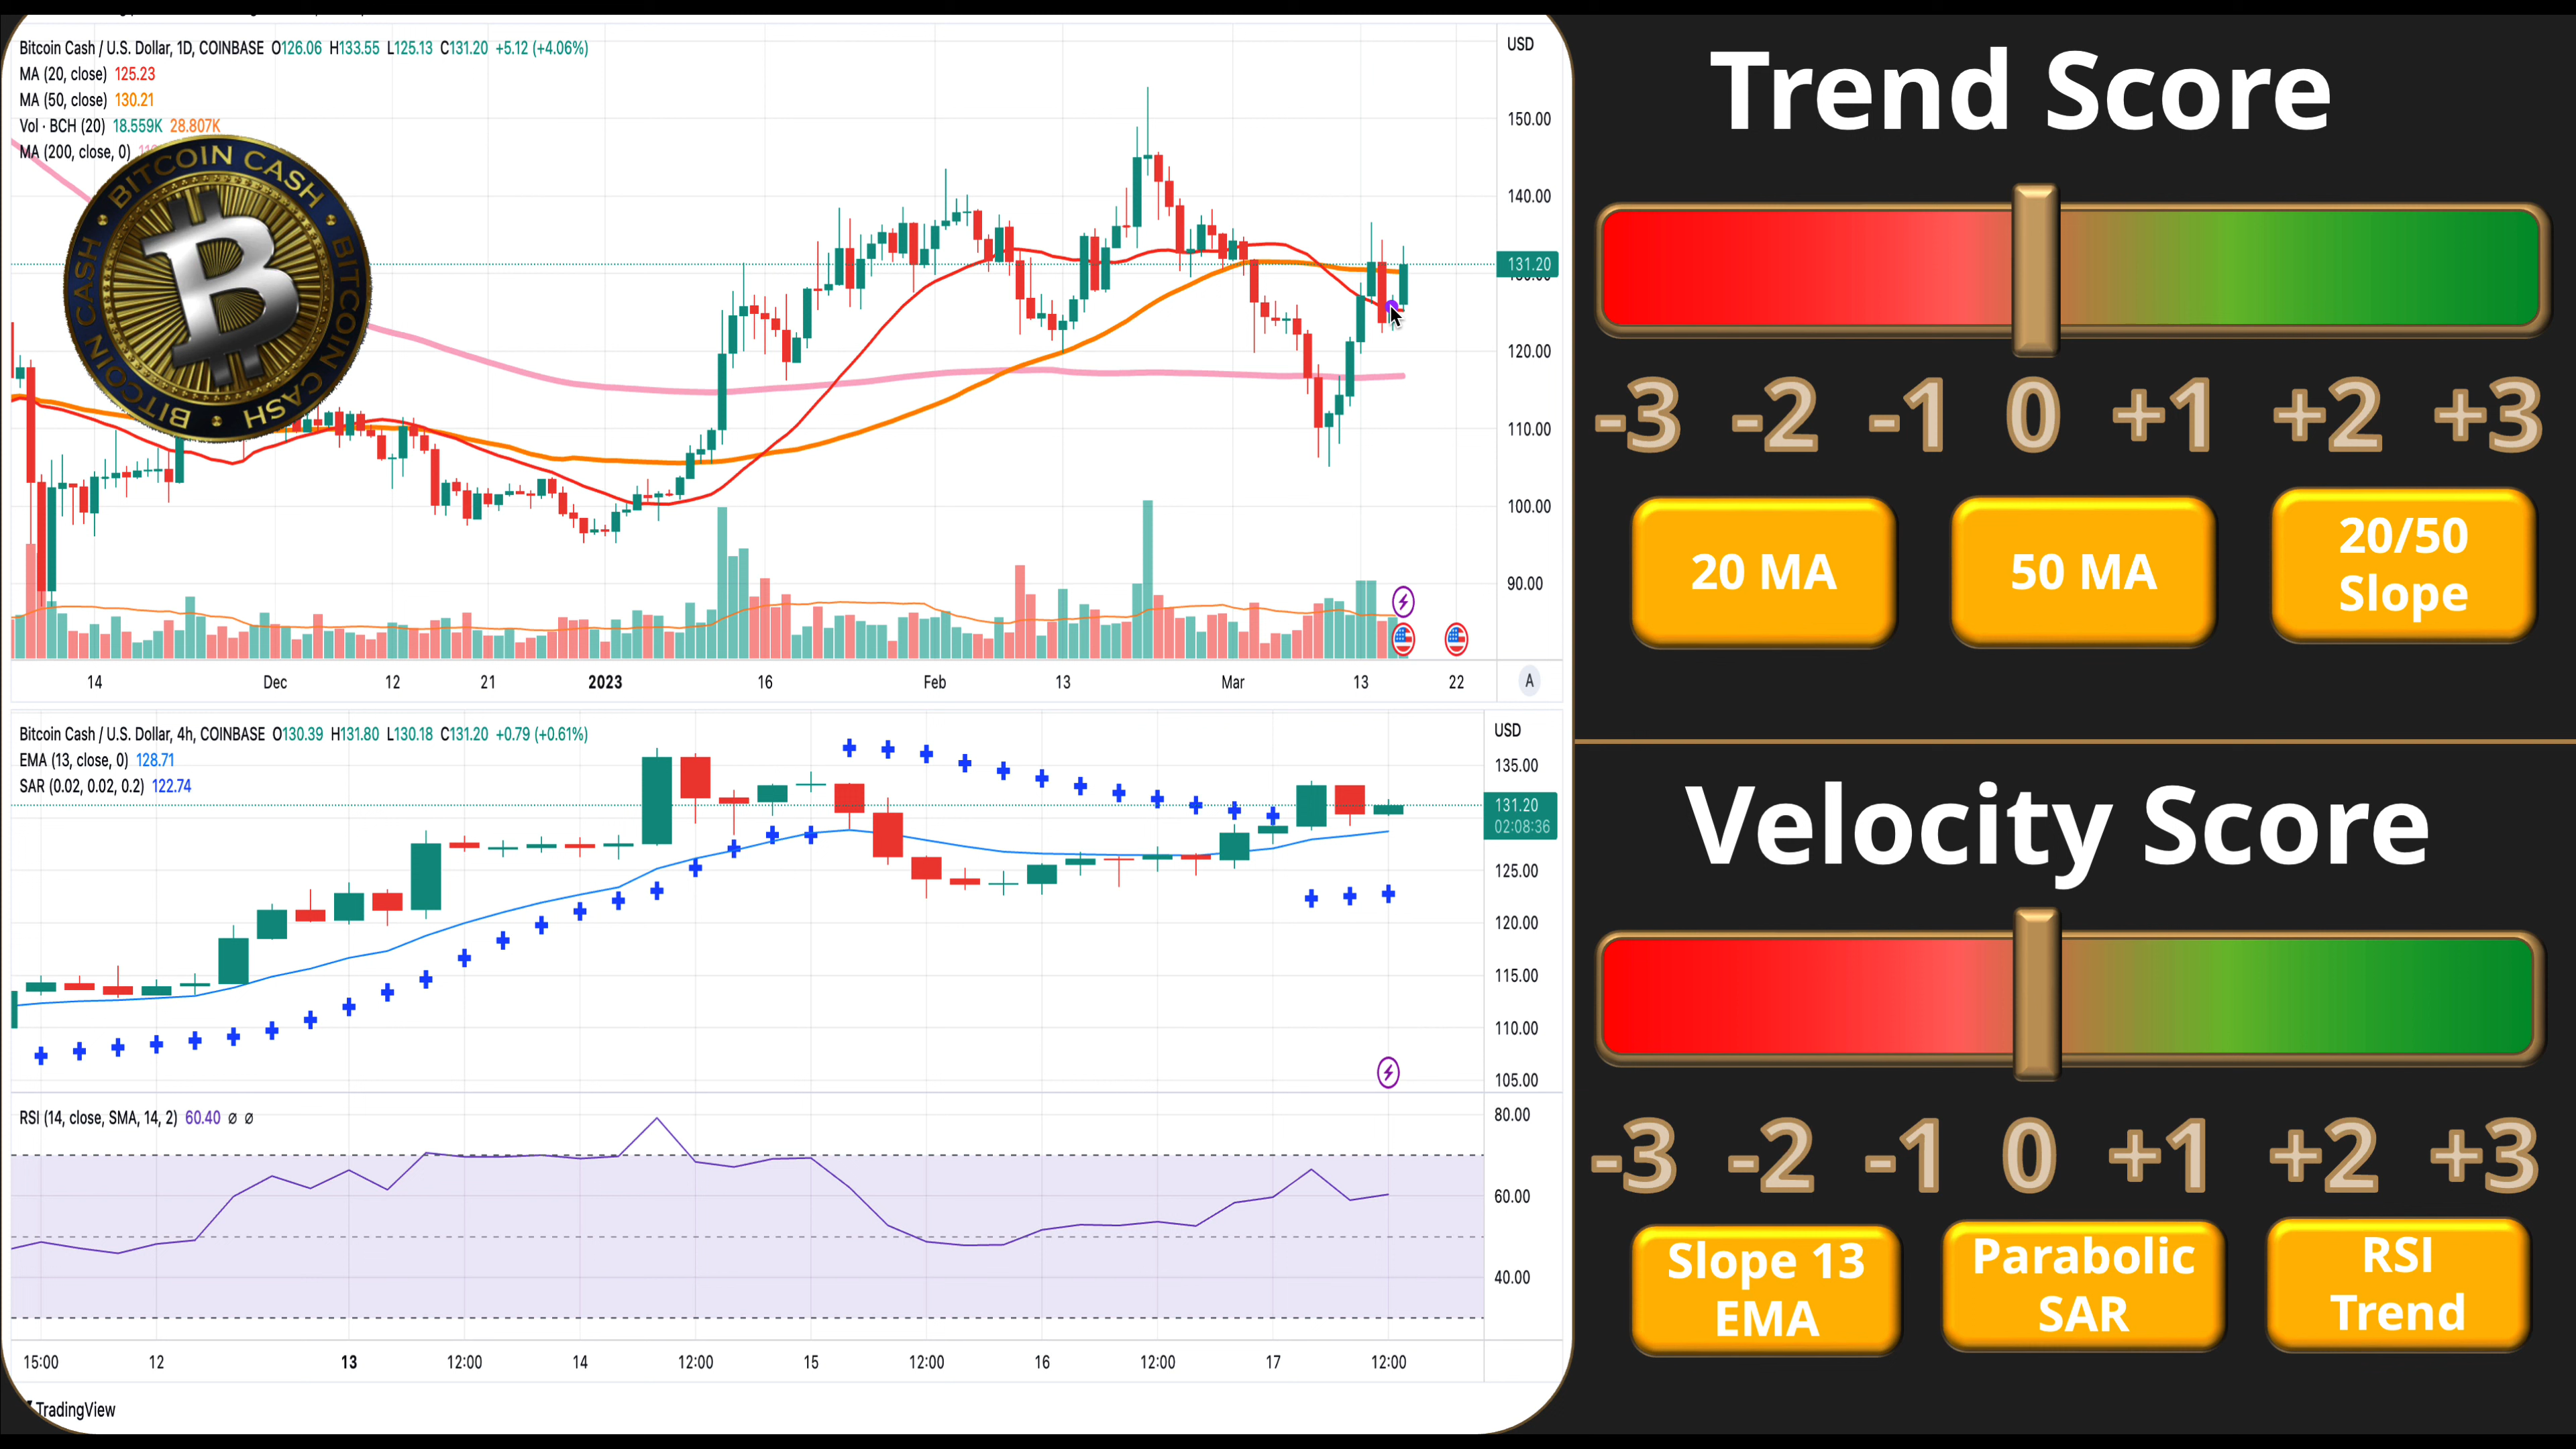 Bitcoin Cash / U.S. Dollar, 1D, COINBASE O126.06 H133.55 L125.13 C131.20 +5.12 (+4.06%)
MA (20, close) 125.23
MA (50, close) 130.21
Vol · BCH (20) 18.559K 28.807K
MA (200, close, 0)
BITCOIN CASH • BITCOIN CASH • BITCOIN CASH •
USD
150.00
140.00
131.20
120.00
110.00
100.00
90.00
14 Dec 12 21 2023 16 Feb 13 Mar 13 22 A
Bitcoin Cash / U.S. Dollar, 4h, COINBASE O130.39 H131.80 L130.18 C131.20 +0.79 (+0.61%)
EMA (13, close, 0) 128.71
SAR (0.02, 0.02, 0.2) 122.74
USD
135.00
131.20
02:08:36
125.00
120.00
115.00
110.00
105.00
RSI (14, close, SMA, 14, 2) 60.40 ∅ ∅
80.00
60.00
40.00
15:00 12 13 12:00 14 12:00 15 12:00 16 12:00 17 12:00
TradingView
Trend Score
-3 -2 -1 0 +1 +2 +3
20 MA
50 MA
20/50
Slope
Velocity Score
-3 -2 -1 0 +1 +2 +3
Slope 13
EMA
Parabolic
SAR
RSI
Trend